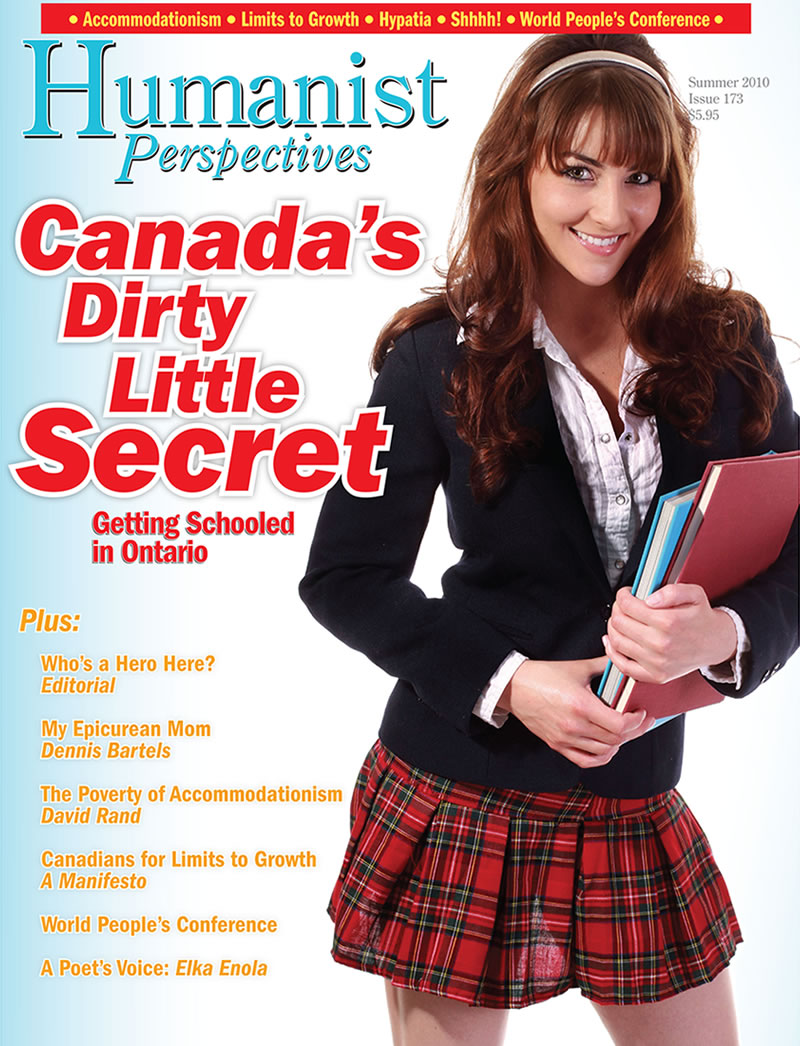 • Accommodationism • Limits to Growth • Hypatia • Shhhh! • World People's Conference •
Humanist
Perspectives
Summer 2010
Issue 173
$5.95
Canada's
Dirty
Little
Secret
Getting Schooled
in Ontario
Plus:
Who's a Hero Here?
Editorial
My Epicurean Mom
Dennis Bartels
The Poverty of Accommodationism
David Rand
Canadians for Limits to Growth
A Manifesto
World People's Conference
A Poet's Voice: Elka Enola